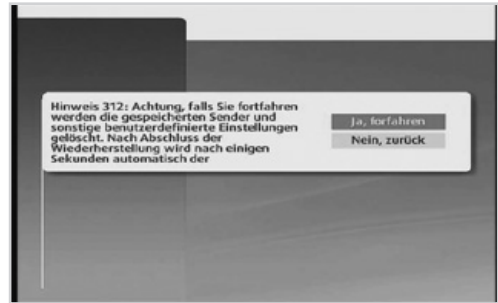 Hinweis 312: Achtung, falls Sie fortfahren
werden die gespeicherten Sender und
sonstige benutzerdefinierte Einstellungen
gelöscht. Nach Abschluss der
Wiederherstellung wird nach einigen
Sekunden automatisch der
Ja, forfahren
Nein, zurück